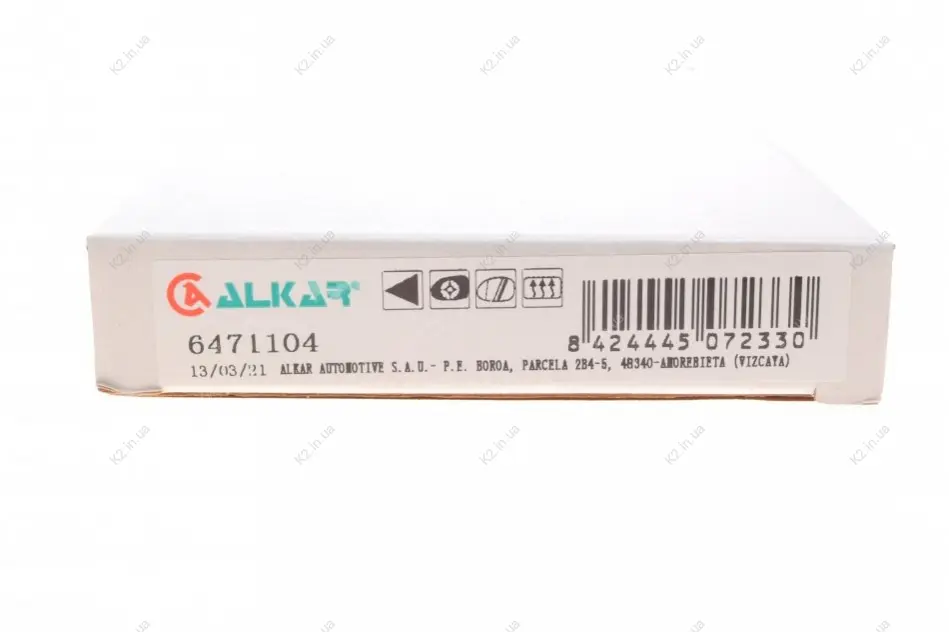 ALKAR
6471104
8 424445 072330
13/03/21 ALKAR AUTOMOTIVE S.A.U.- P.E. BOROA, PARCELA 2B4-5, 48340-AMOREBIETA (VIZCAYA)
K2.in.ua